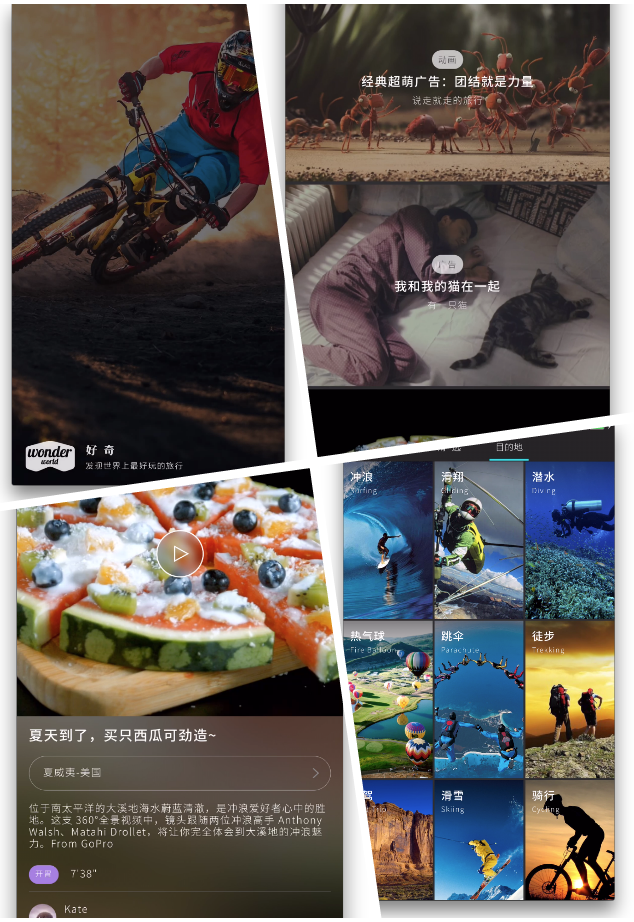 wonder
world
好 奇
发现世界上最好玩的旅行
动画
经典超萌广告：团结就是力量
说走就走的旅行
广告
我和我的猫在一起
有一只猫
夏天到了，买只西瓜可劲造~
夏威夷-美国
位于南太平洋的大溪地海水蔚蓝清澈，是冲浪爱好者心中的胜
地。这支 360°全景视频中，镜头跟随两位冲浪高手 Anthony
Walsh、Matahi Drollet，将让你完全体会到大溪地的冲浪魅
力。From GoPro
开胃
7'38"
Kate
目的地
冲浪
Surfing
滑翔
Gliding
潜水
Diving
热气球
Fire Balloon
跳伞
Parachute
徒步
Trekking
驾
滑雪
Skiing
骑行
Cycling